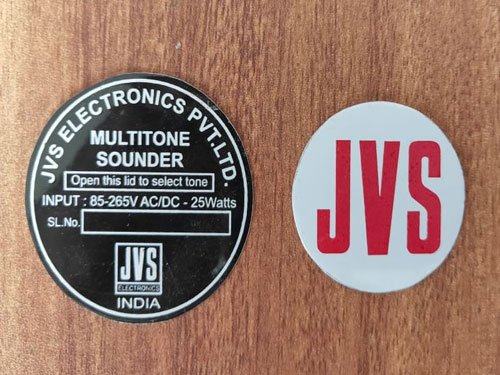 JVS ELECTRONICS PVT.LTD.
MULTITONE
SOUNDER
Open this lid to select tone
INPUT : 85-265V AC/DC - 25Watts
SL.No.
JVS
ELECTRONICS
INDIA
JVS